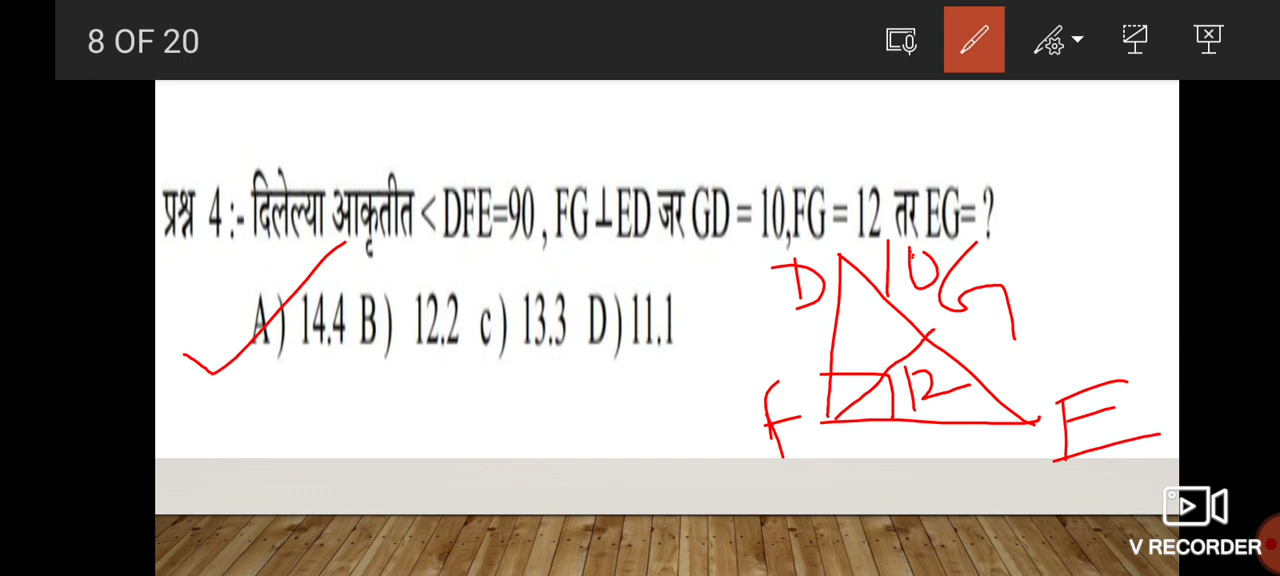 8 OF 20
प्रश्न 4 :- दिलेल्या आकृतीत < DFE=90 , FG⊥ED जर GD = 10,FG = 12 तर EG= ?
A) 14.4 B) 12.2 c) 13.3 D) 11.1
D 10 G
12
F E
V RECORDER